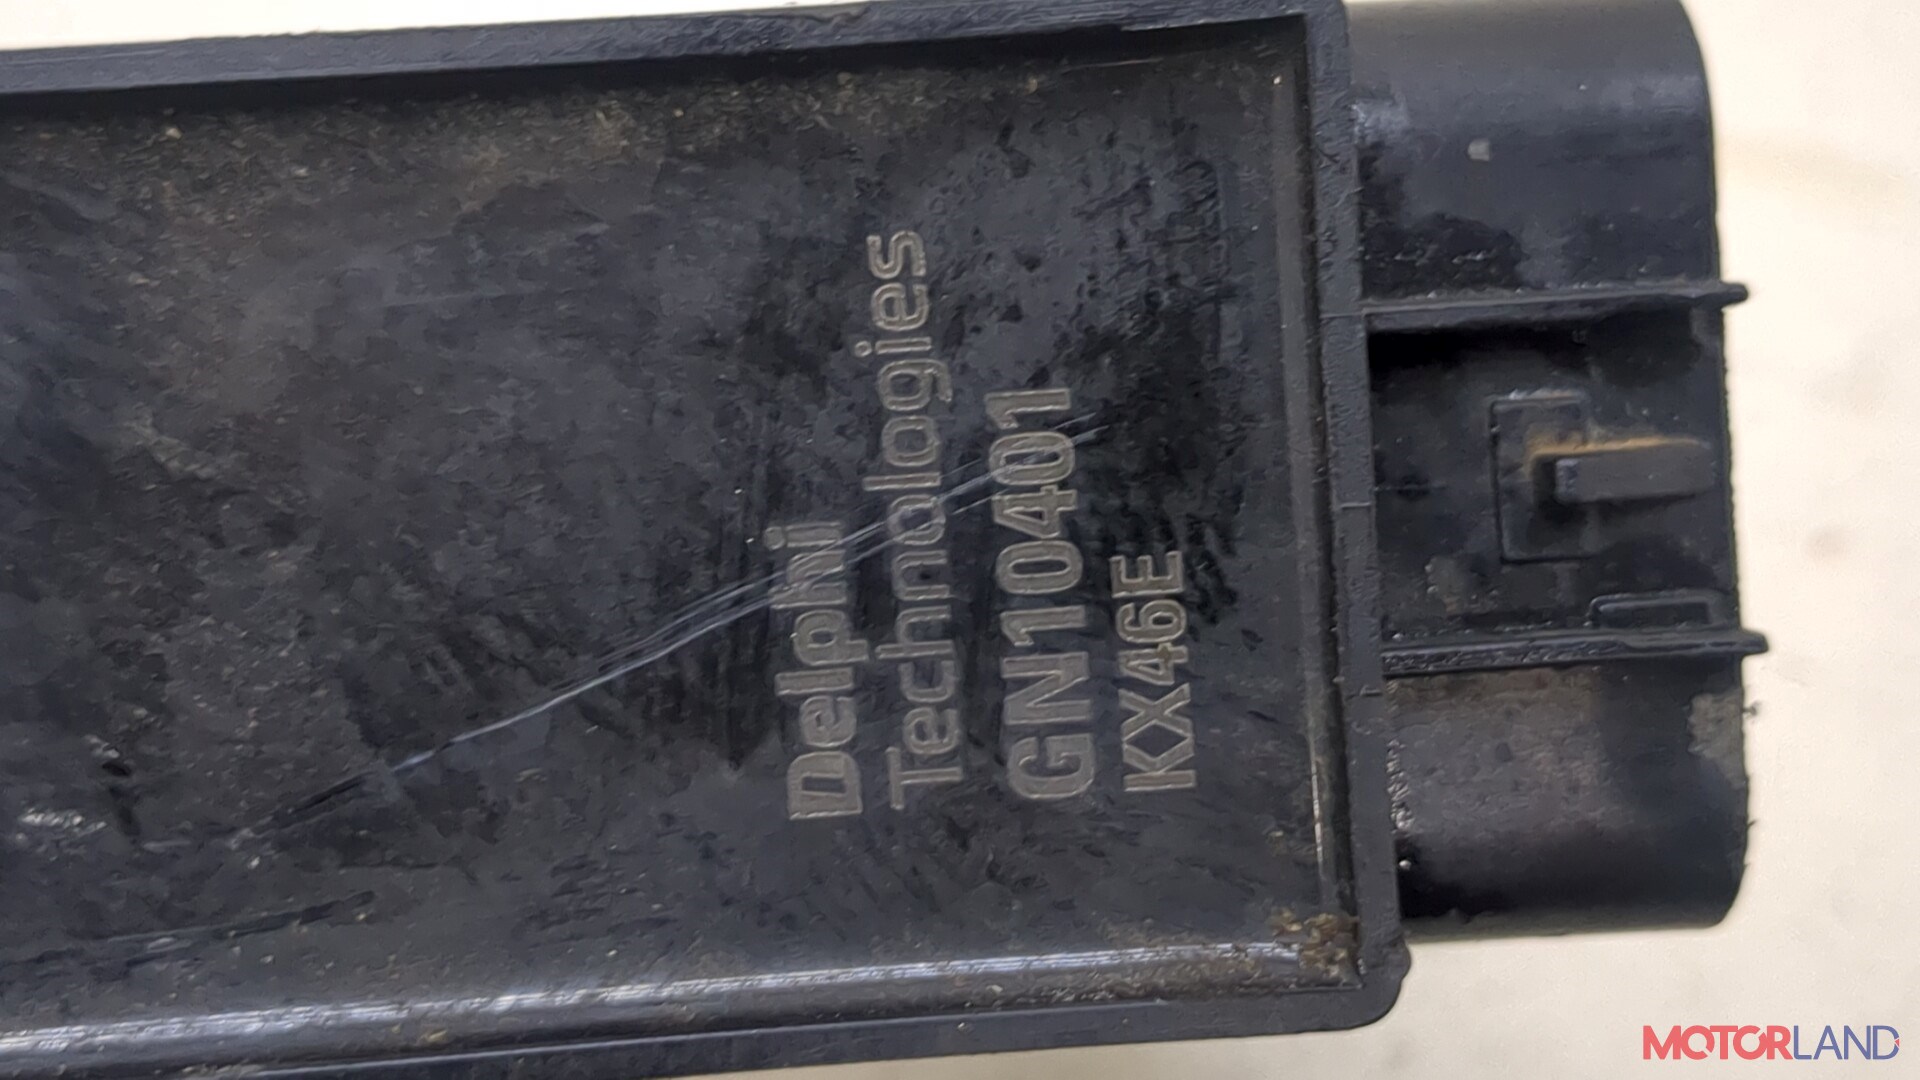 Delphi
Technologies
GN10401
KX46E
MOTORLAND